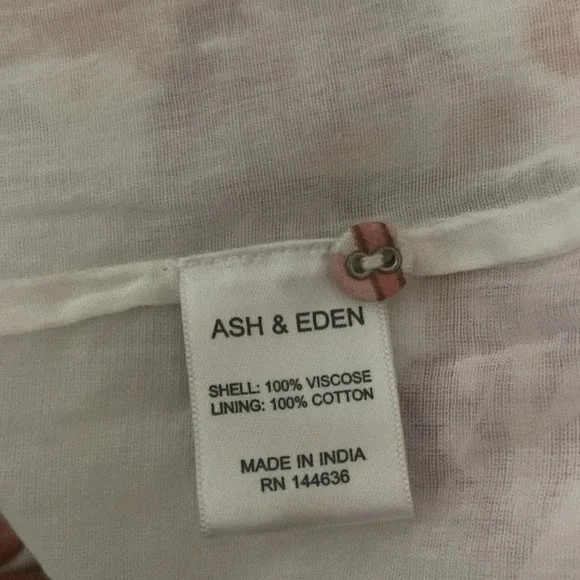 ASH & EDEN
SHELL: 100% VISCOSE
LINING: 100% COTTON
MADE IN INDIA
RN 144636